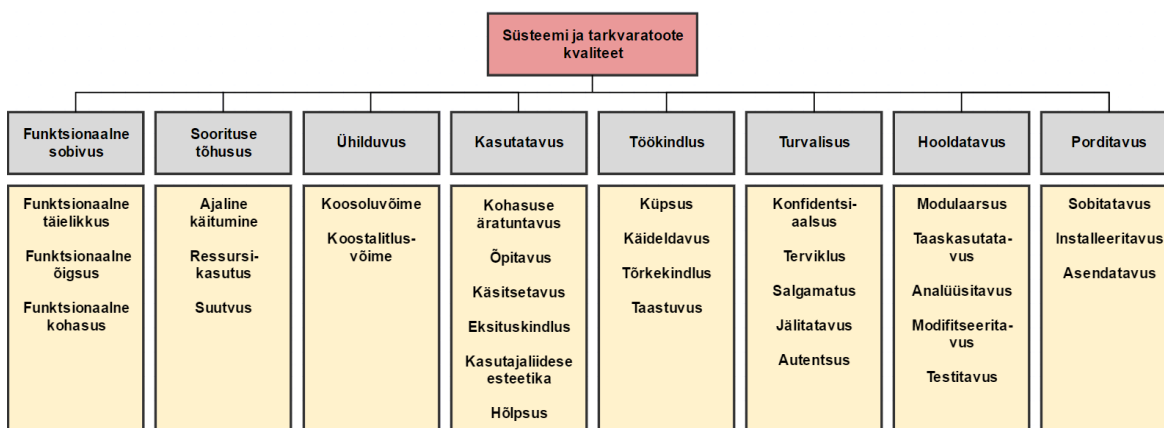 Süsteemi ja tarkvaratoote
kvaliteet
Funktsionaalne
sobivus
Soorituse
tõhusus
Ühilduvus
Kasutatavus
Töökindlus
Turvalisus
Hooldatavus
Porditavus
Funktsionaalne
täielikkus
Funktsionaalne
õigsus
Funktsionaalne
kohasus
Ajaline
käitumine
Ressursi-
kasutus
Suutvus
Koosoluvõime
Koostalitlus-
võime
Kohasuse
äratuntavus
Õpitavus
Käsitsetavus
Eksituskindlus
Kasutajaliidese
esteetika
Hõlpsus
Küpsus
Käideldavus
Tõrkekindlus
Taastuvus
Konfidentsi-
aalsus
Terviklus
Salgamatus
Jälitatavus
Autentsus
Modulaarsus
Taaskasutata-
vus
Analüüsitavus
Modifitseerita-
vus
Testitavus
Sobitatavus
Installeeritavus
Asendatavus